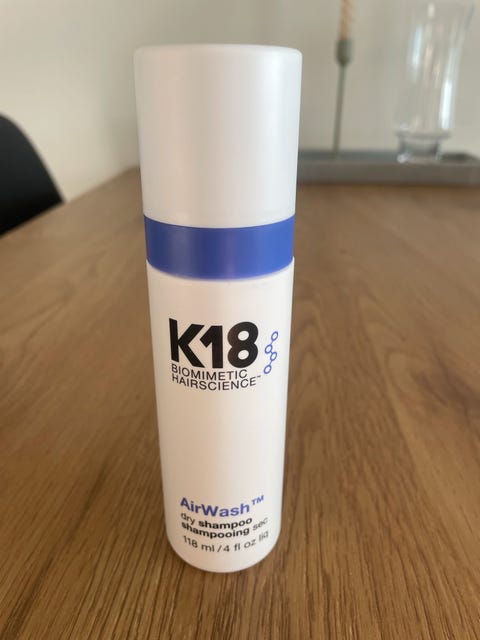 K18
BIOMIMETIC
HAIRSCIENCE™
AirWash™
dry shampoo
shampooing sec
118 ml / 4 fl oz liq